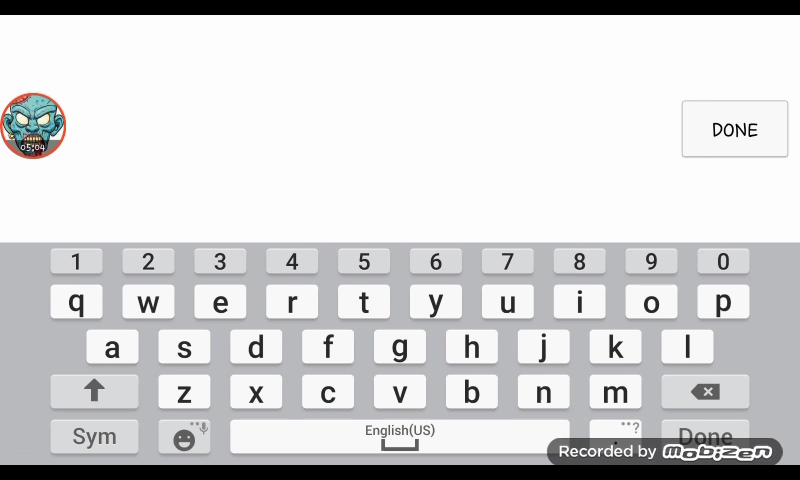 05:04
DONE
1 2 3 4 5 6 7 8 9 0
q w e r t y u i o p
a s d f g h j k l
z x c v b n m
?
Sym English(US) . Done
Recorded by mobizen